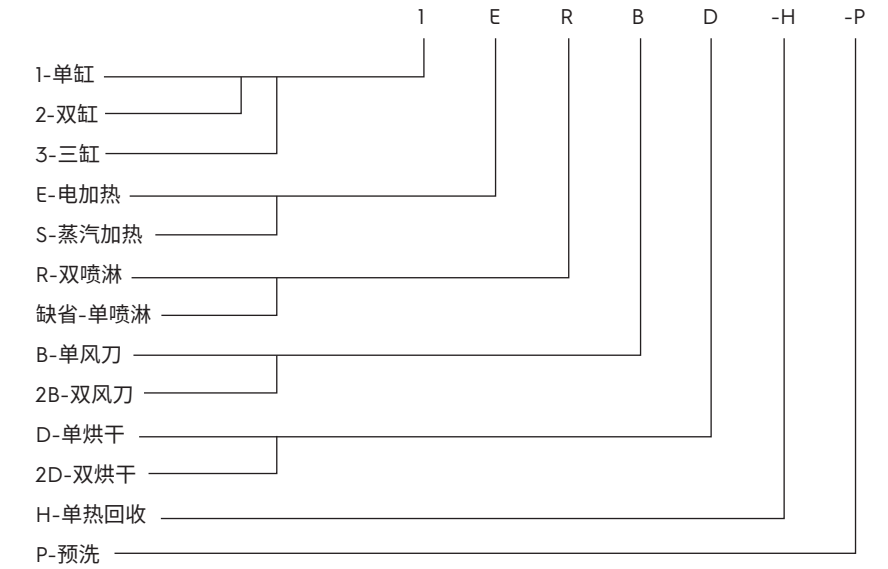 1 E R B D -H -P
1-单缸
2-双缸
3-三缸
E-电加热
S-蒸汽加热
R-双喷淋
缺省-单喷淋
B-单风刀
2B-双风刀
D-单烘干
2D-双烘干
H-单热回收
P-预洗